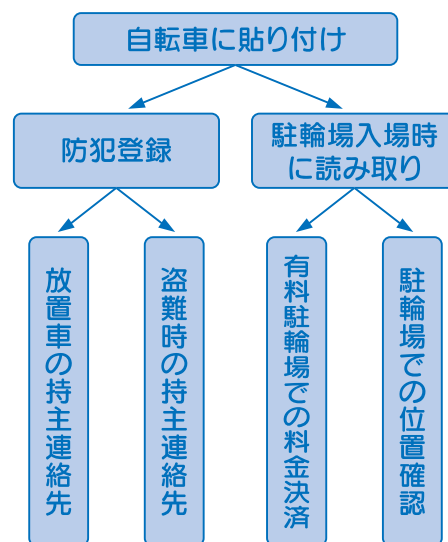 自転車に貼り付け
防犯登録
駐輪場入場時
に読み取り
放置車の持主連絡先
盗難時の持主連絡先
有料駐輪場での料金決済
駐輪場での位置確認